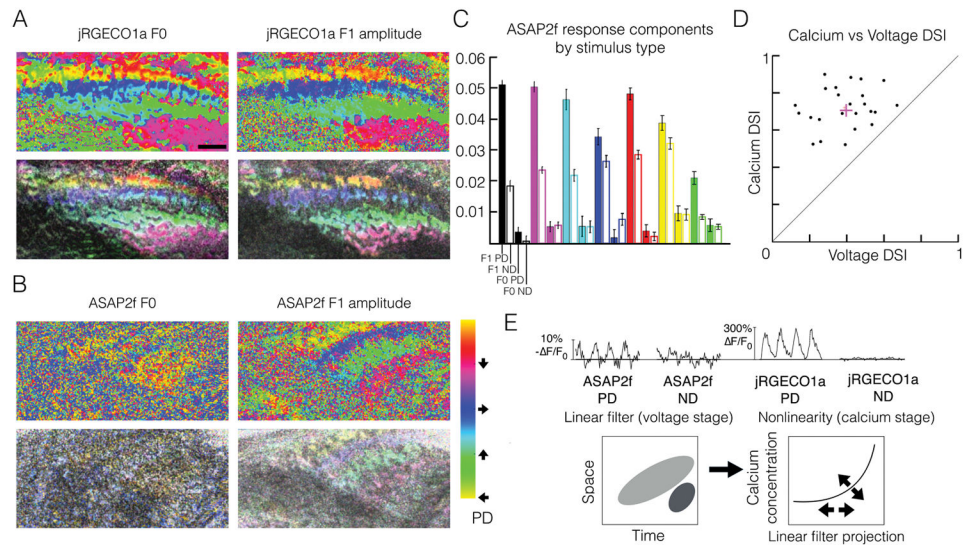 A
jRGECO1a F0
jRGECO1a F1 amplitude
B
ASAP2f F0
ASAP2f F1 amplitude
PD
C
ASAP2f response components
by stimulus type
0.06
0.05
0.04
0.03
0.02
0.01
F1 PD
F1 ND
F0 PD
F0 ND
D
Calcium vs Voltage DSI
1
Calcium DSI
0
Voltage DSI
1
E
10%
-ΔF/F0
300%
ΔF/F0
ASAP2f
PD
ASAP2f
ND
jRGECO1a
PD
jRGECO1a
ND
Linear filter (voltage stage)
Nonlinearity (calcium stage)
Space
Time
Calcium
concentration
Linear filter projection